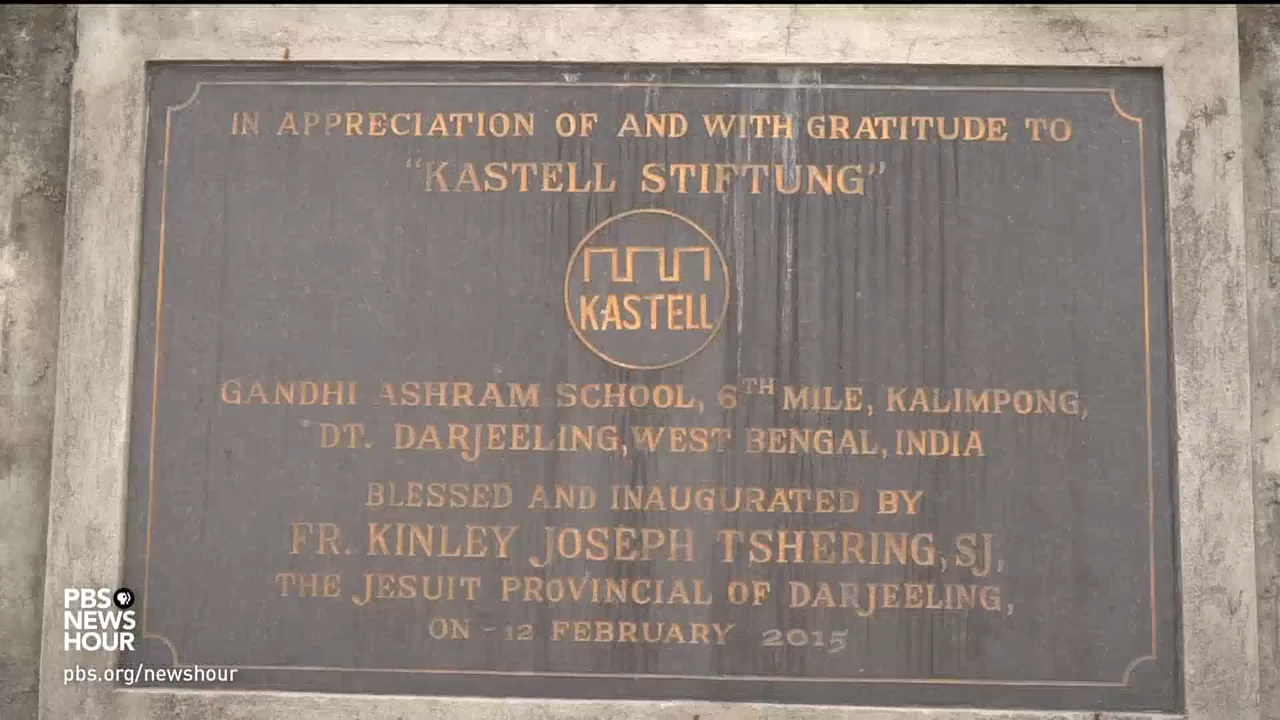 IN APPRECIATION OF AND WITH GRATITUDE TO
"KASTELL STIFTUNG"
KASTELL
GANDHI ASHRAM SCHOOL, 6TH MILE, KALIMPONG,
DT. DARJEELING, WEST BENGAL, INDIA
BLESSED AND INAUGURATED BY
FR. KINLEY JOSEPH TSHERING, SJ,
THE JESUIT PROVINCIAL OF DARJEELING,
ON - 12 FEBRUARY 2015
PBS
NEWS
HOUR
pbs.org/newshour